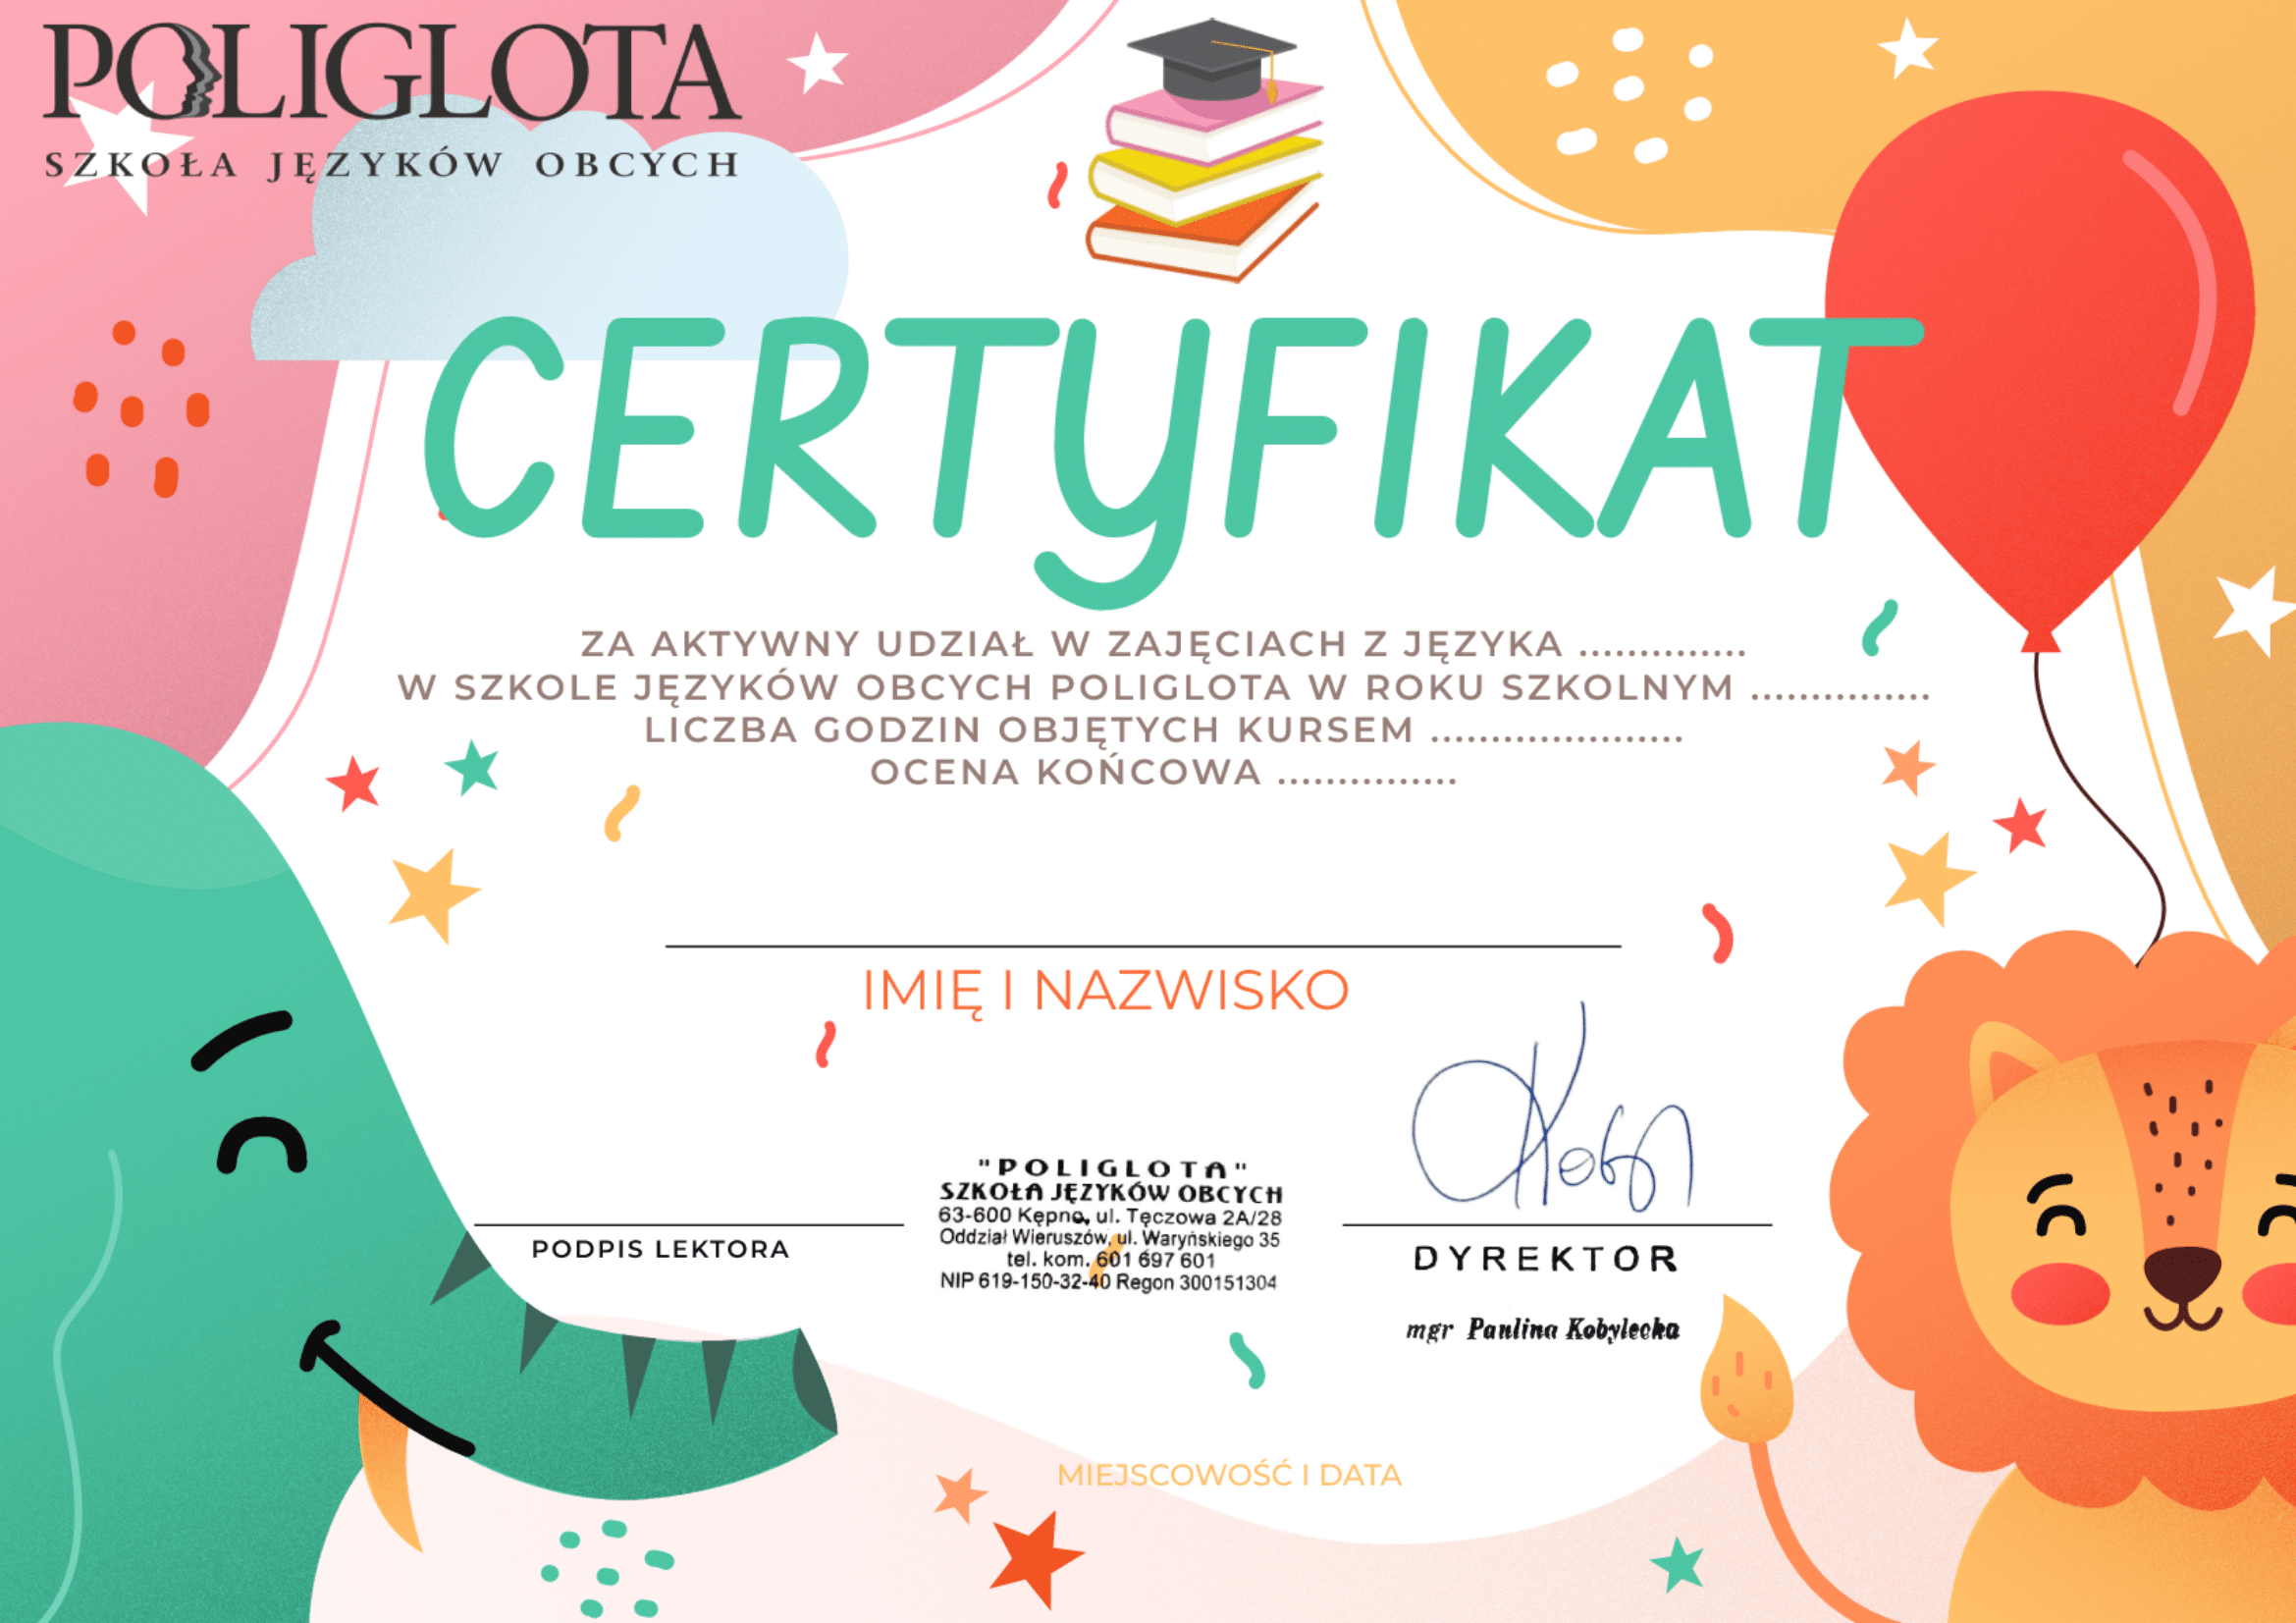 POLIGLOTA
SZKOŁA JĘZYKÓW OBCYCH
CERTYFIKAT
ZA AKTYWNY UDZIAŁ W ZAJĘCIACH Z JĘZYKA ..............
W SZKOLE JĘZYKÓW OBCYCH POLIGLOTA W ROKU SZKOLNYM ...............
LICZBA GODZIN OBJĘTYCH KURSEM .....................
OCENA KOŃCOWA ...............
IMIĘ I NAZWISKO
"POLIGLOTA"
SZKOŁA JĘZYKÓW OBCYCH
63-600 Kępno, ul. Tęczowa 2A/28
Oddział Wieruszów, ul. Waryńskiego 35
tel. kom. 601 697 601
NIP 619-150-32-40 Regon 300151304
PODPIS LEKTORA
DYREKTOR
mgr Paulina Kobylecka
MIEJSCOWOŚĆ I DATA